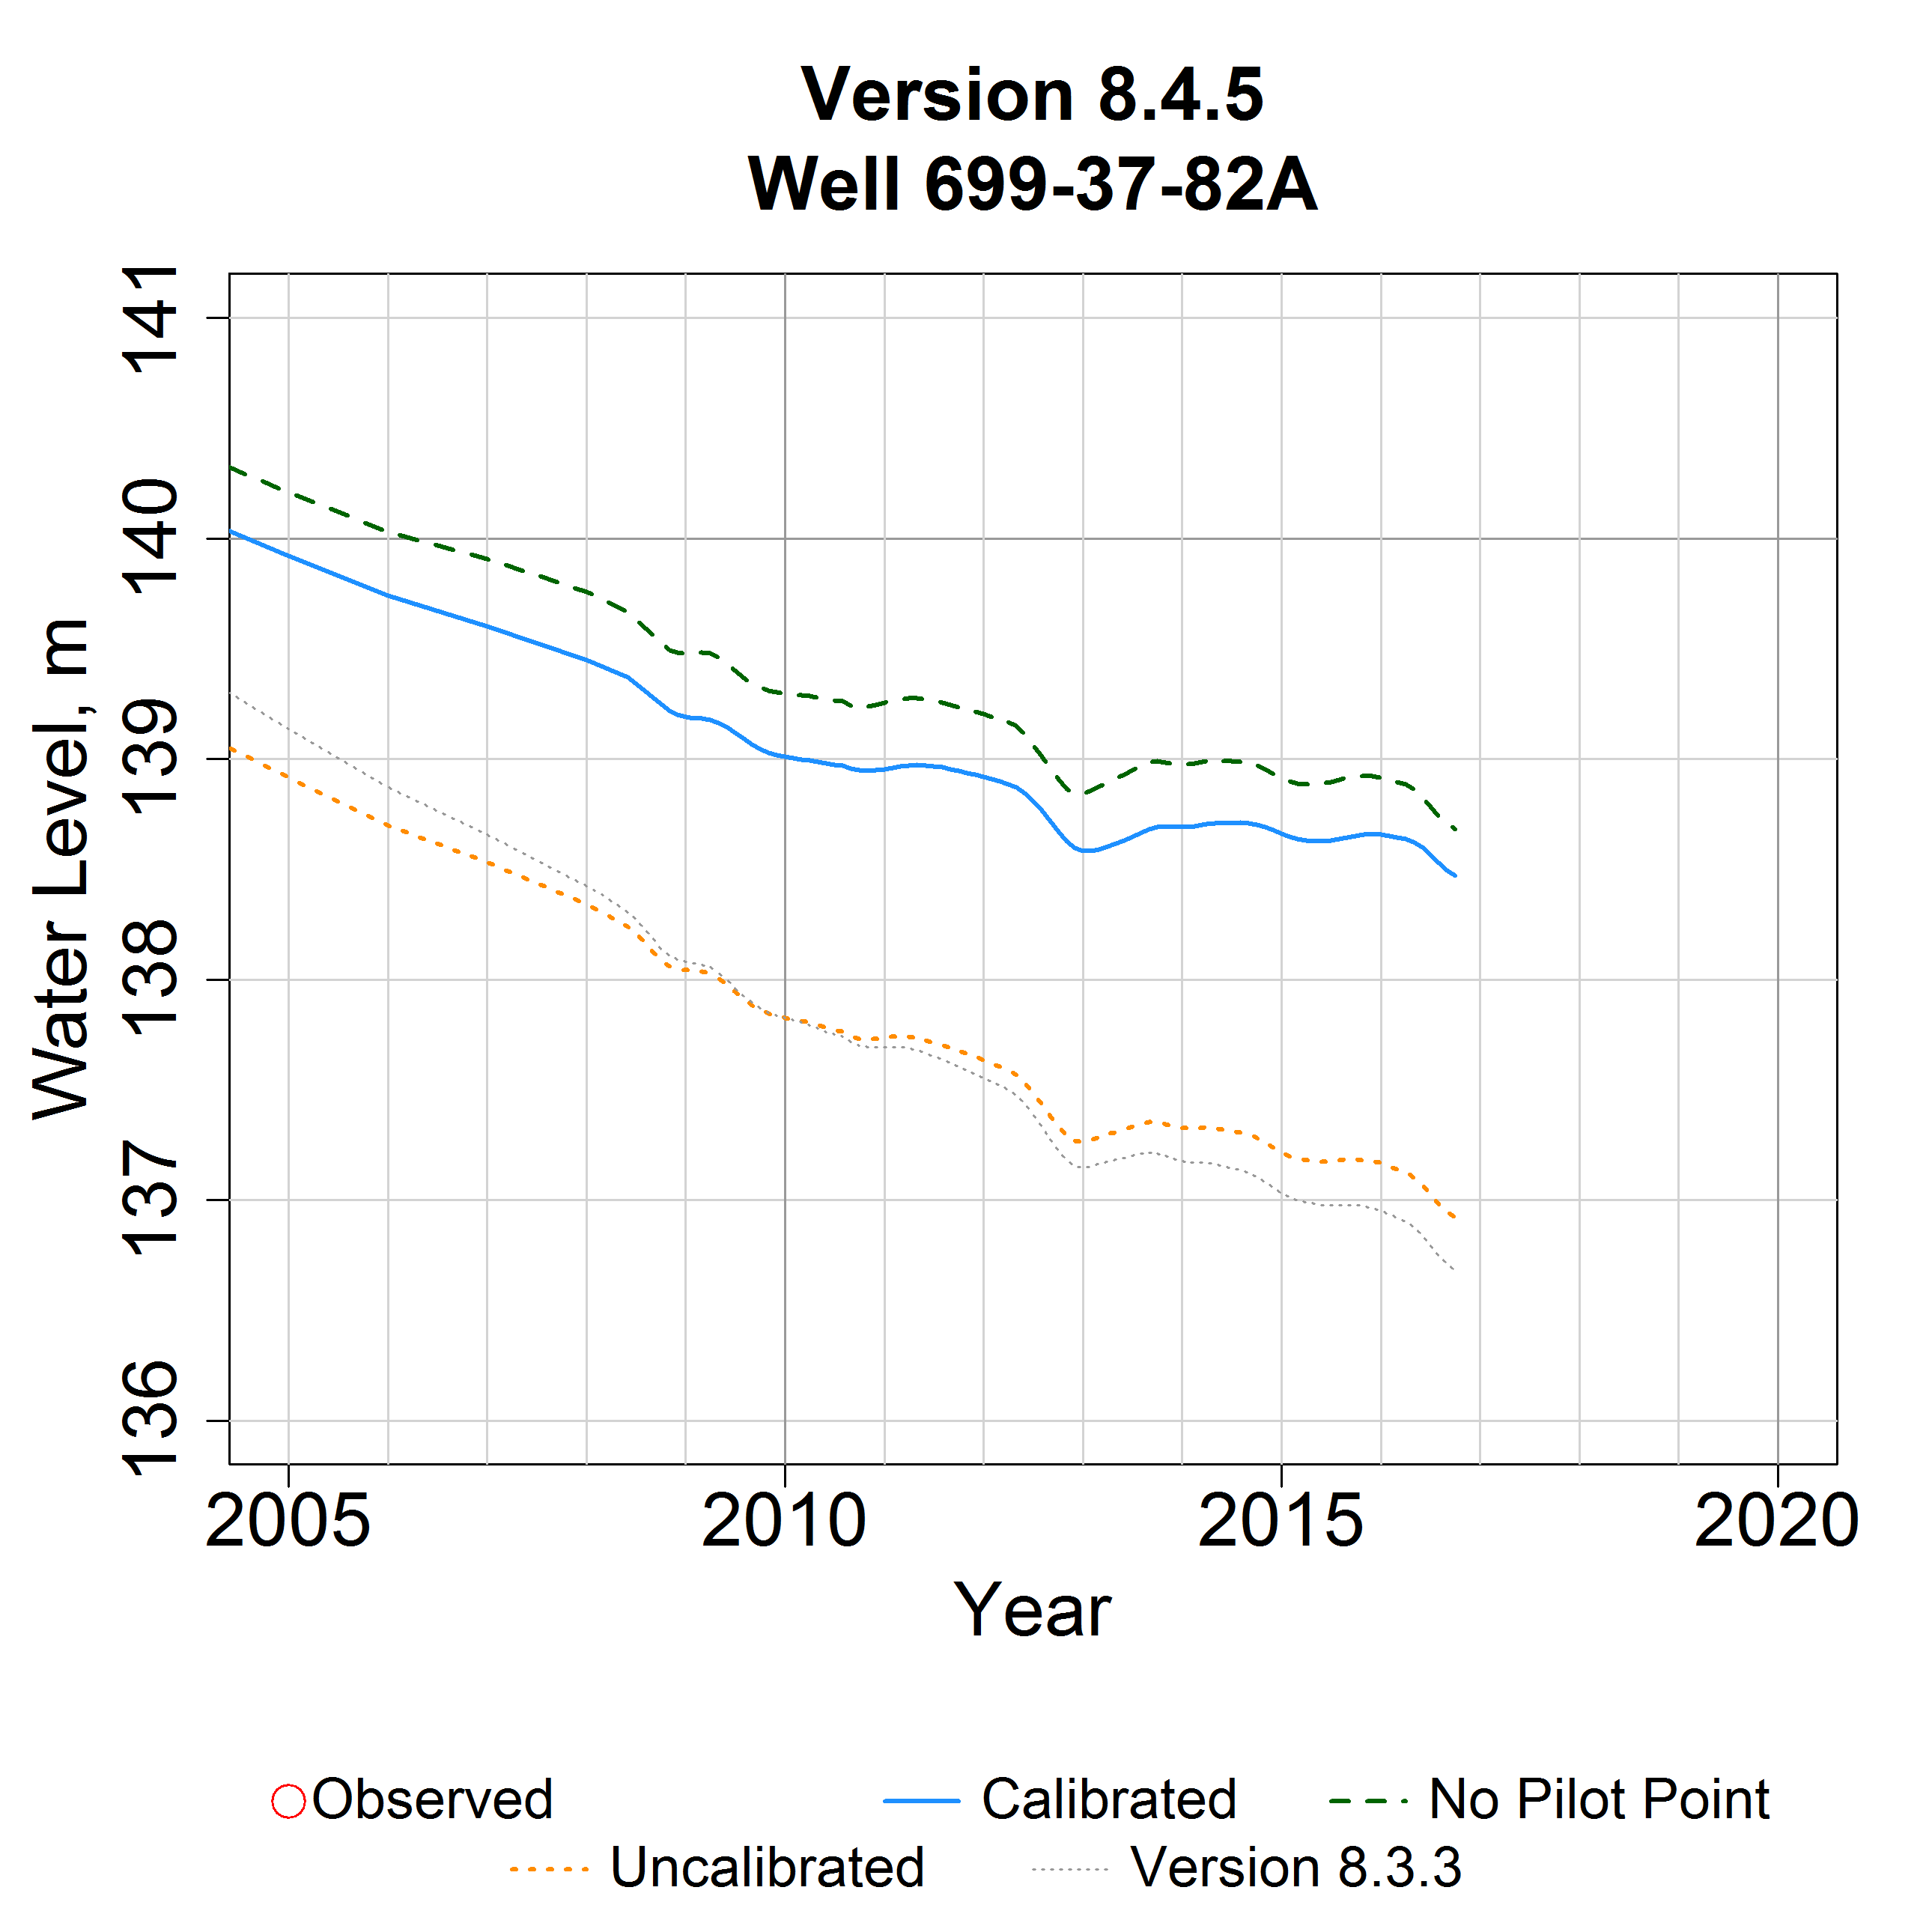 Version 8.4.5
Well 699-37-82A
Water Level, m
141
140
139
138
137
136
2005 2010 2015 2020
Year
Observed Calibrated No Pilot Point
Uncalibrated Version 8.3.3